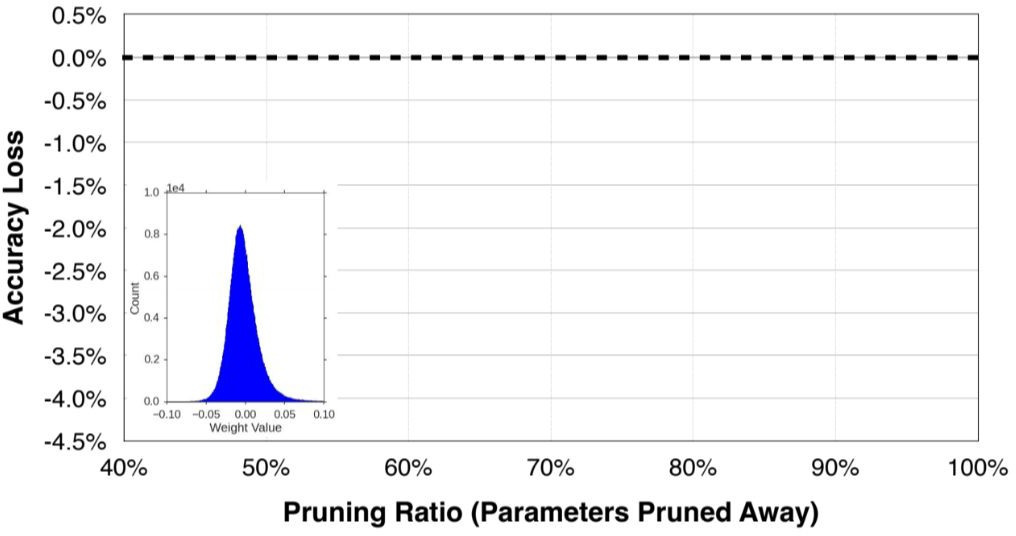 0.5%
0.0%
-0.5%
-1.0%
-1.5%
-2.0%
-2.5%
-3.0%
-3.5%
-4.0%
-4.5%
Accuracy Loss
40% 50% 60% 70% 80% 90% 100%
Pruning Ratio (Parameters Pruned Away)
1e4
1.0
0.8
0.6
0.4
0.2
0.0
Count
−0.10 −0.05 0.00 0.05 0.10
Weight Value